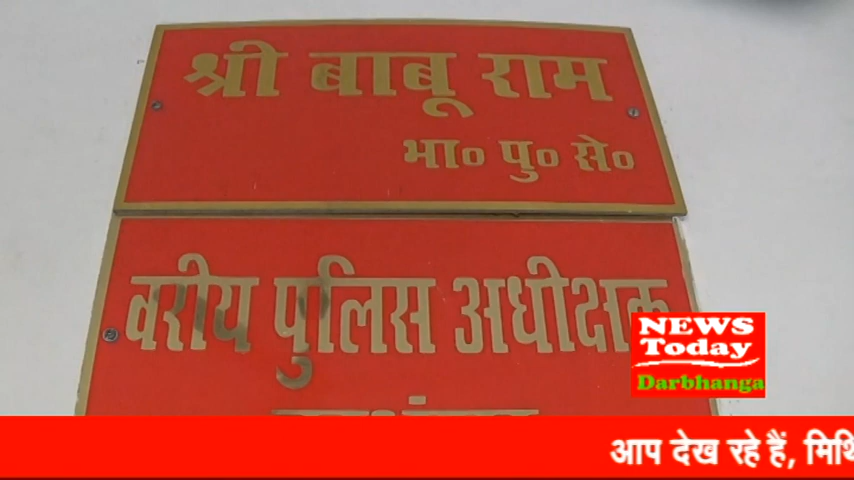 श्री बाबू राम
भा० पु० से०
वरीय पुलिस अधीक्षक
NEWS
Today
Darbhanga
आप देख रहे हैं,